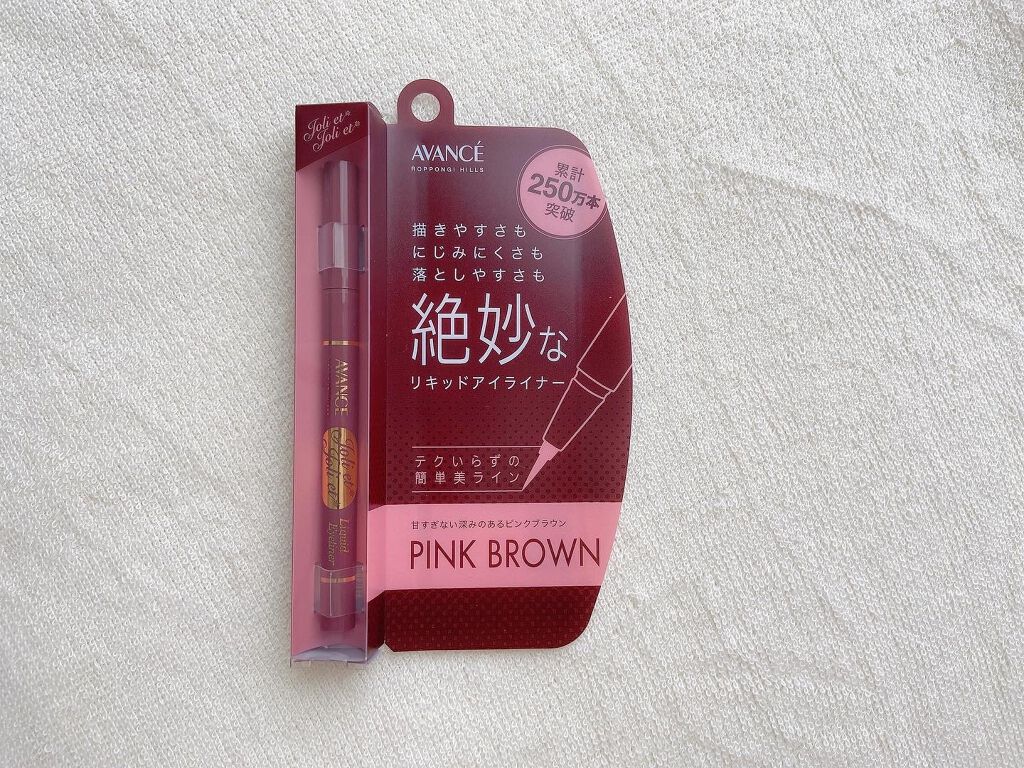 Joli et
Joli et
AVANCÉ
ROPPONGI HILLS
累計
250万本
突破
描きやすさも
にじみにくさも
落としやすさも
絶妙な
リキッドアイライナー
テクいらずの
簡単美ライン
甘すぎない深みのあるピンクブラウン
PINK BROWN
AVANCE
Joli et
Joli et
Liquid
Eyeliner